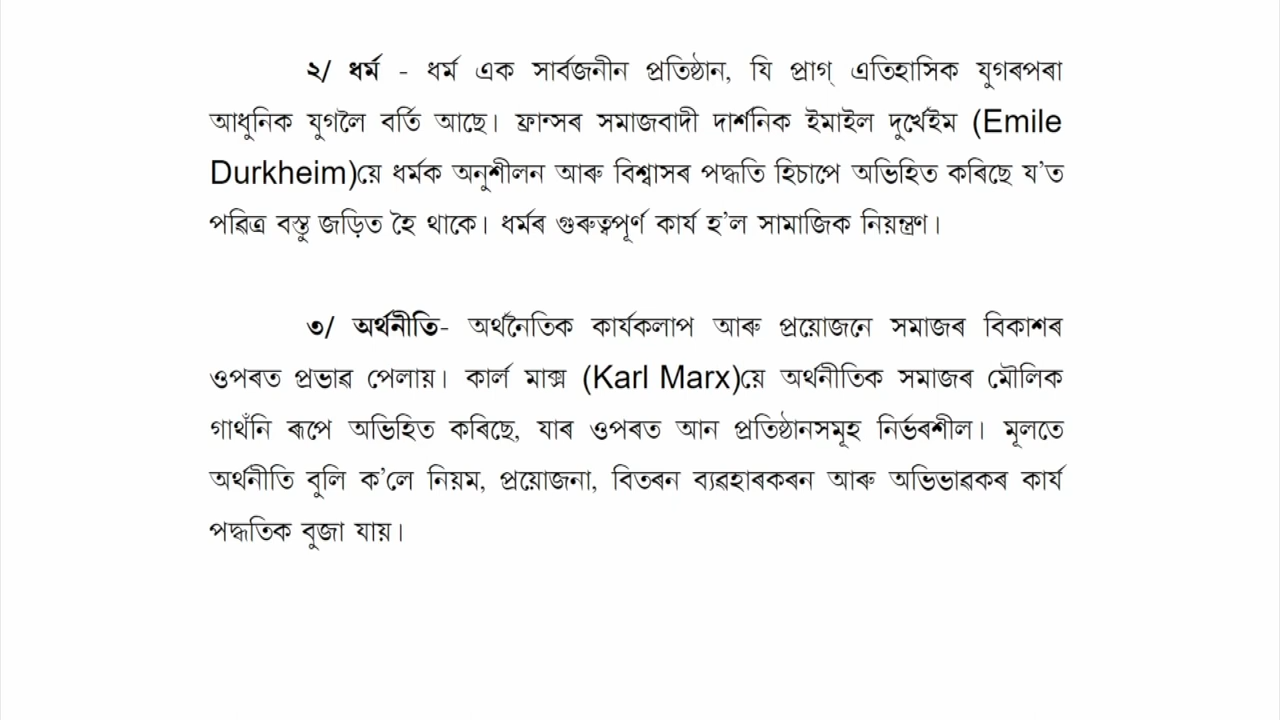 ২/ ধৰ্ম - ধৰ্ম এক সাৰ্বজনীন প্ৰতিষ্ঠান, যি প্ৰাগ্ এতিহাসিক যুগৰপৰা
আধুনিক যুগলৈ বৰ্তি আছে। ফ্ৰান্সৰ সমাজবাদী দাৰ্শনিক ইমাইল দুৰ্খেইম (Emile
Durkheim)য়ে ধৰ্মক অনুশীলন আৰু বিশ্বাসৰ পদ্ধতি হিচাপে অভিহিত কৰিছে য’ত
পৱিত্ৰ বস্তু জড়িত হৈ থাকে। ধৰ্মৰ গুৰুত্বপূৰ্ণ কাৰ্য হ’ল সামাজিক নিয়ন্ত্ৰণ।
৩/ অৰ্থনীতি- অৰ্থনৈতিক কাৰ্যকলাপ আৰু প্ৰয়োজনে সমাজৰ বিকাশৰ
ওপৰত প্ৰভাৱ পেলায়। কাৰ্ল মাক্স (Karl Marx)য়ে অৰ্থনীতিক সমাজৰ মৌলিক
গাথঁনি ৰূপে অভিহিত কৰিছে, যাৰ ওপৰত আন প্ৰতিষ্ঠানসমূহ নিৰ্ভৰশীল। মূলতে
অৰ্থনীতি বুলি ক’লে নিয়ম, প্ৰয়োজনা, বিতৰন ব্যৱহাৰকৰন আৰু অভিভাৱকৰ কাৰ্য
পদ্ধতিক বুজা যায়।